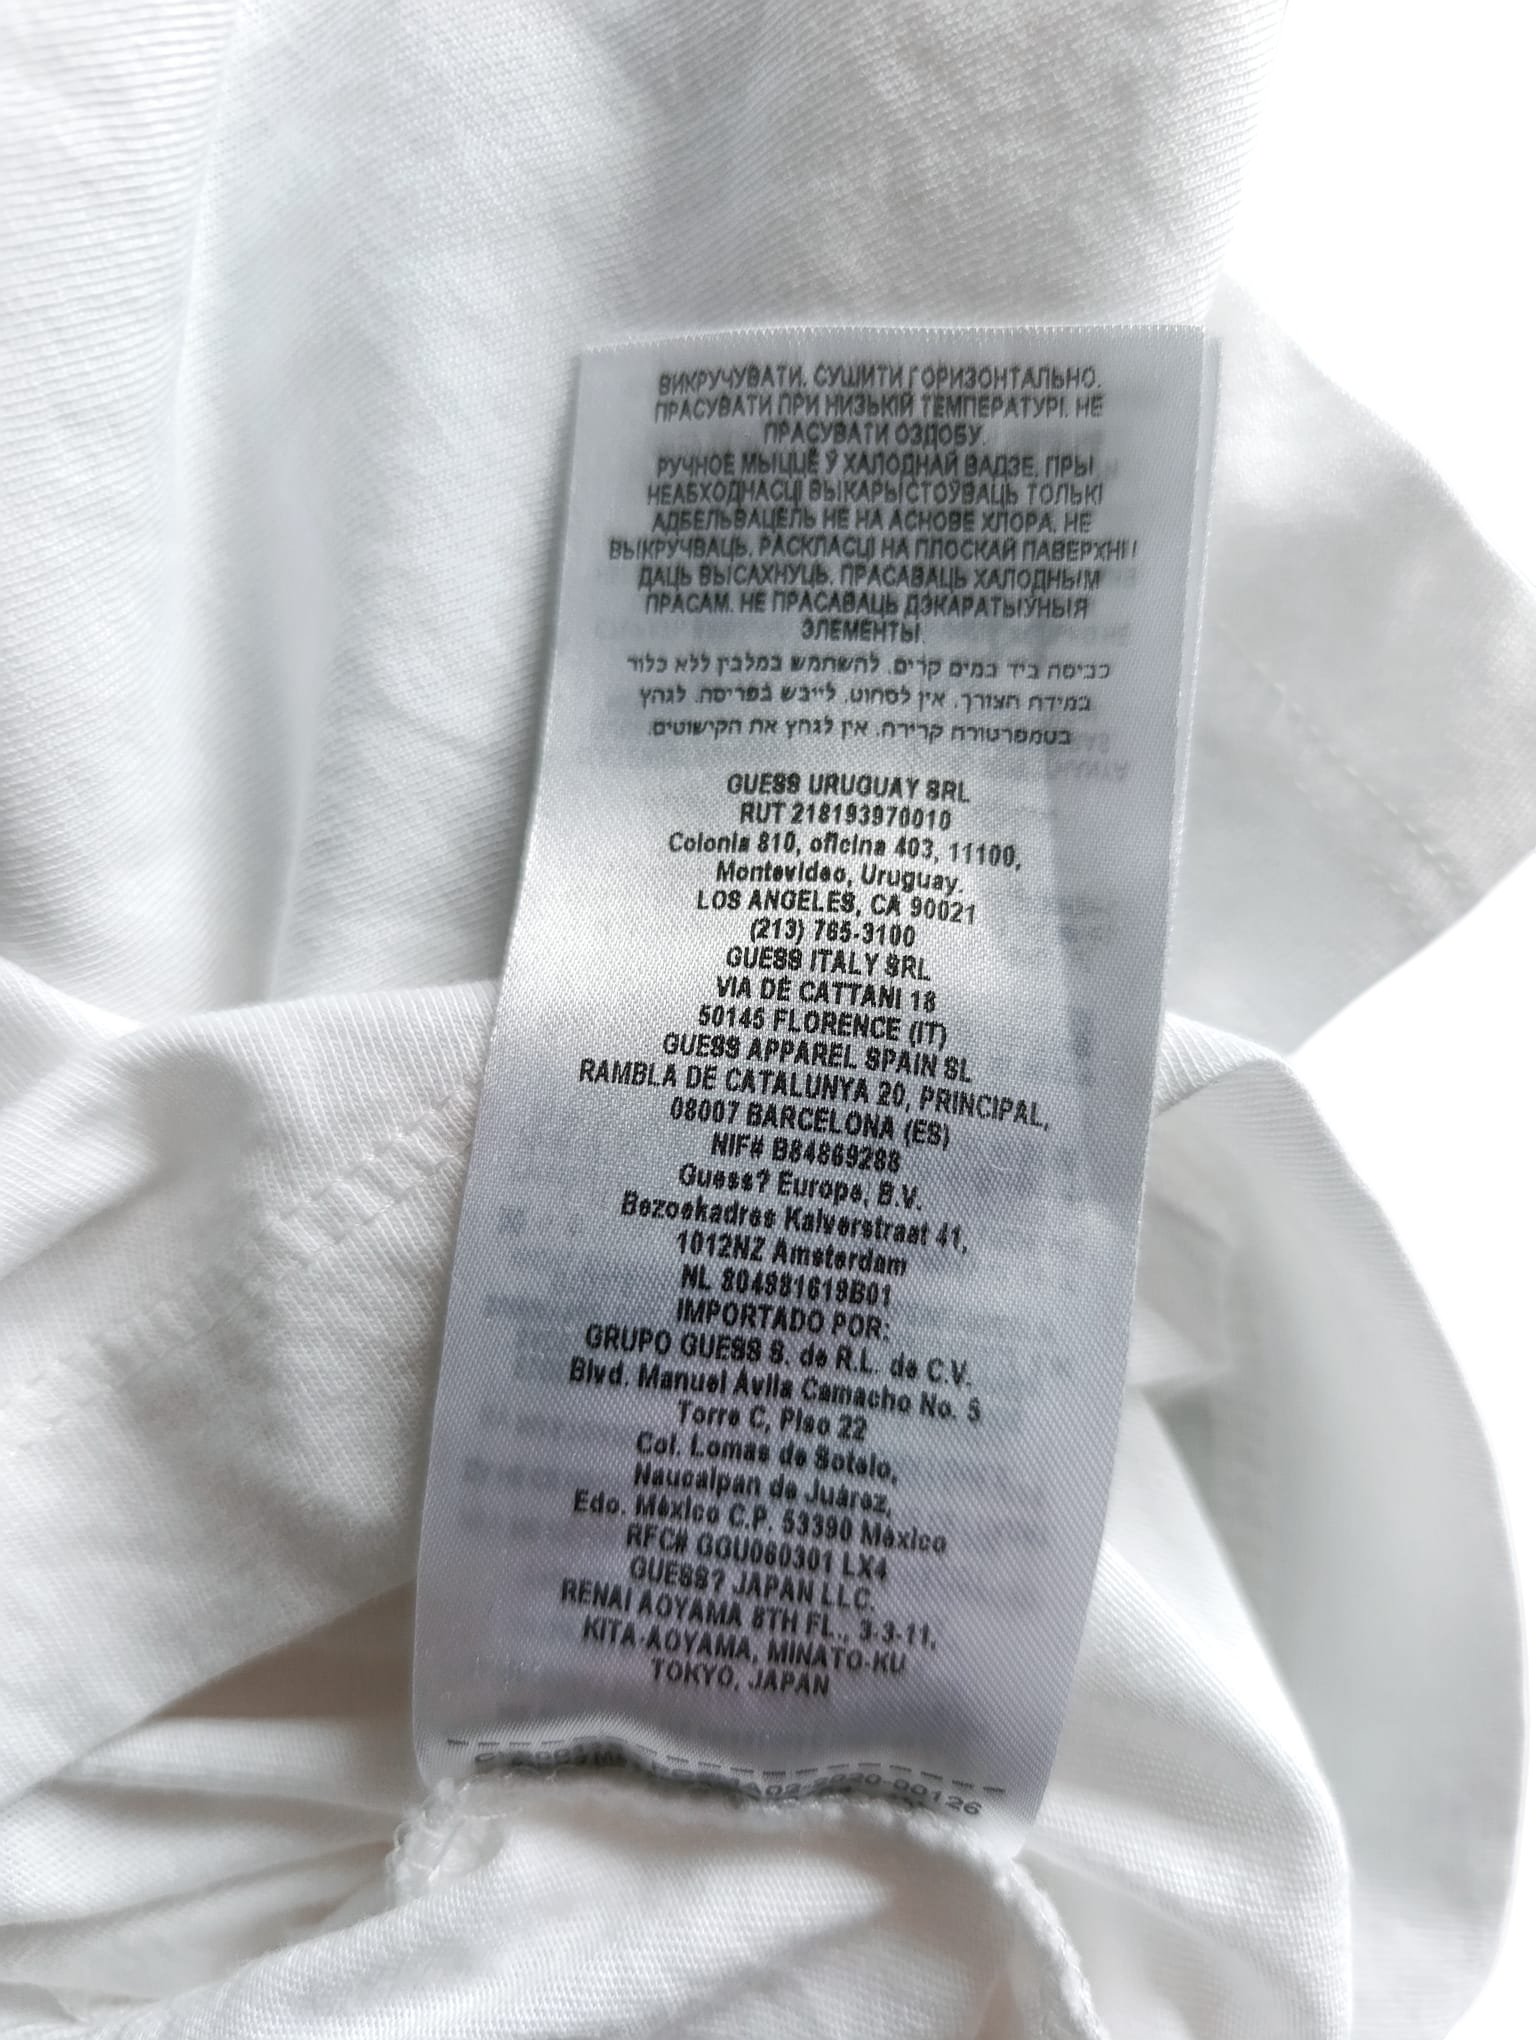 ВИКРУЧУВАТИ. СУШИТИ ГОРИЗОНТАЛЬНО.
ПРАСУВАТИ ПРИ НИЗЬКІЙ ТЕМПЕРАТУРІ. НЕ
ПРАСУВАТИ ОЗДОБУ.
РУЧНОЕ МЫЦЦЁ Ў ХАЛОДНАЙ ВАДЗЕ. ПРЫ
НЕАБХОДНАСЦІ ВЫКАРЫСТОЎВАЦЬ ТОЛЬКІ
АДБЕЛЬВАЦЕЛЬ НЕ НА АСНОВЕ ХЛОРА. НЕ
ВЫКРУЧВАЦЬ. РАСКЛАСЦІ НА ПЛОСКАЙ ПАВЕРХНІ І
ДАЦЬ ВЫСАХНУЦЬ. ПРАСАВАЦЬ ХАЛОДНЫМ
ПРАСАМ. НЕ ПРАСАВАЦЬ ДЭКАРАТЫЎНЫЯ
ЭЛЕМЕНТЫ.
כביסה ביד במים קרים. להשתמש במלבין ללא כלור
במידת הצורך. אין לסחוט. לייבש בפריסה. לגהץ
בטמפרטורה קרירה. אין לגהץ את הקישוטים.
GUESS URUGUAY SRL
RUT 218193970010
Colonia 810, oficina 403, 11100,
Montevideo, Uruguay.
LOS ANGELES, CA 90021
(213) 765-3100
GUESS ITALY SRL
VIA DE CATTANI 18
50145 FLORENCE (IT)
GUESS APPAREL SPAIN SL
RAMBLA DE CATALUNYA 20, PRINCIPAL,
08007 BARCELONA (ES)
NIF# B84869288
Guess? Europe, B.V.
Bezoekadres Kalverstraat 41,
1012NZ Amsterdam
NL 804981619B01
IMPORTADO POR:
GRUPO GUESS S. de R.L. de C.V.
Blvd. Manuel Avila Camacho No. 5
Torre C, Piso 22
Col. Lomas de Sotelo,
Naucalpan de Juárez,
Edo. México C.P. 53390 México
RFC# GGU060301 LX4
GUESS? JAPAN LLC.
RENAI AOYAMA 8TH FL., 3-3-11,
KITA-AOYAMA, MINATO-KU
TOKYO, JAPAN